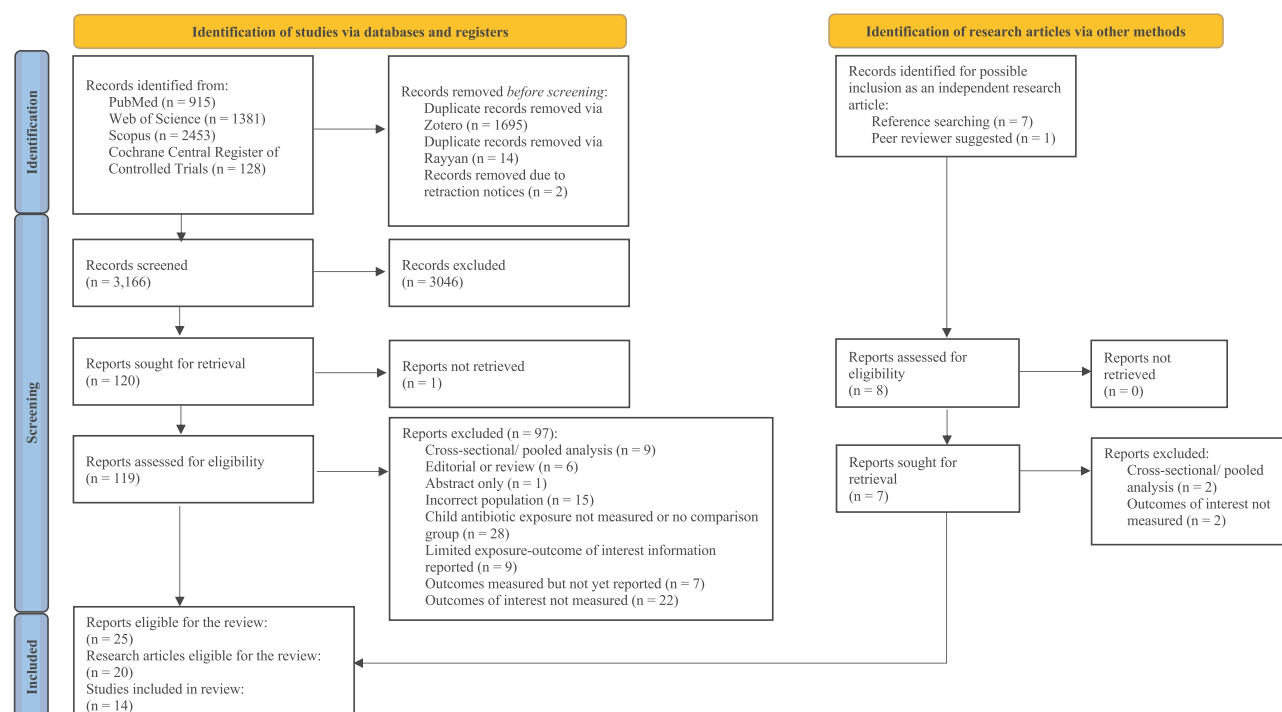 Identification of studies via databases and registers
Identification of research articles via other methods
Identification
Records identified from:
PubMed (n = 915)
Web of Science (n = 1381)
Scopus (n = 2453)
Cochrane Central Register of
Controlled Trials (n = 128)
Records removed before screening:
Duplicate records removed via
Zotero (n = 1695)
Duplicate records removed via
Rayyan (n = 14)
Records removed due to
retraction notices (n = 2)
Records identified for possible
inclusion as an independent research
article:
Reference searching (n = 7)
Peer reviewer suggested (n = 1)
Screening
Records screened
(n = 3,166)
Records excluded
(n = 3046)
Reports sought for retrieval
(n = 120)
Reports not retrieved
(n = 1)
Reports assessed for
eligibility
(n = 8)
Reports not
retrieved
(n = 0)
Reports assessed for eligibility
(n = 119)
Reports excluded (n = 97):
Cross-sectional/ pooled analysis (n = 9)
Editorial or review (n = 6)
Abstract only (n = 1)
Incorrect population (n = 15)
Child antibiotic exposure not measured or no comparison
group (n = 28)
Limited exposure-outcome of interest information
reported (n = 9)
Outcomes measured but not yet reported (n = 7)
Outcomes of interest not measured (n = 22)
Reports sought for
retrieval
(n = 7)
Reports excluded:
Cross-sectional/ pooled
analysis (n = 2)
Outcomes of interest not
measured (n = 2)
Included
Reports eligible for the review:
(n = 25)
Research articles eligible for the review:
(n = 20)
Studies included in review:
(n = 14)